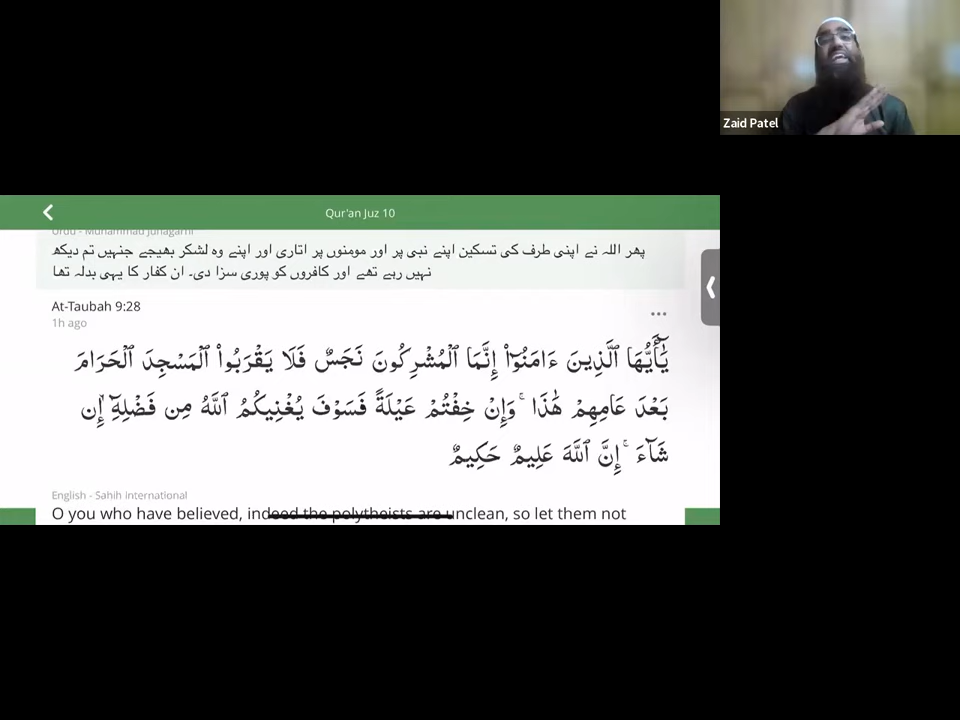 Zaid Patel
Qur'an Juz 10
Urdu - Muhammad Junagarhi
پھر اللہ نے اپنی طرف کی تسکین اپنے نبی پر اور مومنوں پر اتاری اور اپنے وہ لشکر بھیجے جنہیں تم دیکھ
نہیں رہے تھے اور کافروں کو پوری سزا دی۔ ان کفار کا یہی بدلہ تھا
At-Taubah 9:28
1h ago
يَٰٓأَيُّهَا ٱلَّذِينَ ءَامَنُوٓا۟ إِنَّمَا ٱلْمُشْرِكُونَ نَجَسٌ فَلَا يَقْرَبُوا۟ ٱلْمَسْجِدَ ٱلْحَرَامَ
بَعْدَ عَامِهِمْ هَٰذَا ۚ وَإِنْ خِفْتُمْ عَيْلَةً فَسَوْفَ يُغْنِيكُمُ ٱللَّهُ مِن فَضْلِهِۦٓ إِن
شَآءَ ۚ إِنَّ ٱللَّهَ عَلِيمٌ حَكِيمٌ
English - Sahih International
O you who have believed, indeed the polytheists are unclean, so let them not